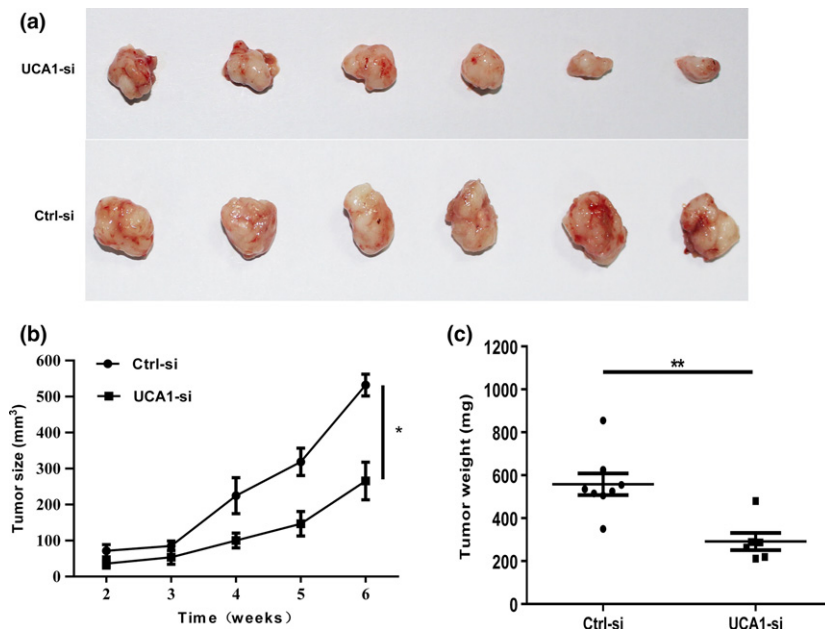 (a)
UCA1-si
Ctrl-si
(b)
Ctrl-si
UCA1-si
Tumor size (mm³)
600
500
400
300
200
100
0
2 3 4 5 6
Time (weeks)
*
(c)
Tumor weight (mg)
1200
1000
800
600
400
200
0
**
Ctrl-si UCA1-si